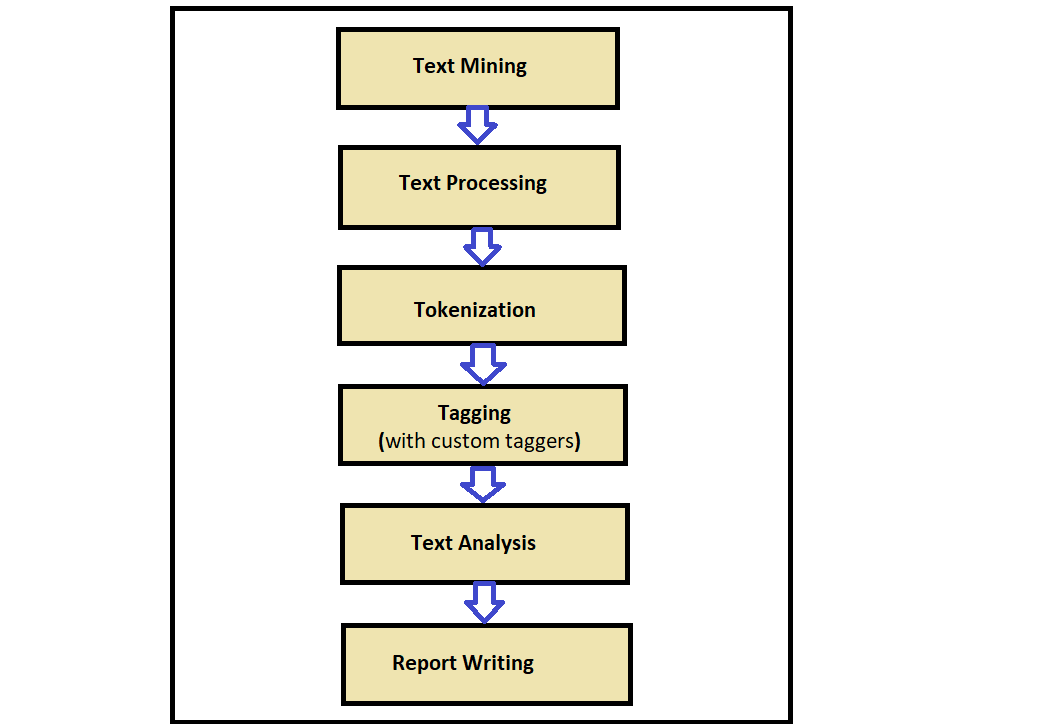 Text Mining
Text Processing
Tokenization
Tagging
(with custom taggers)
Text Analysis
Report Writing